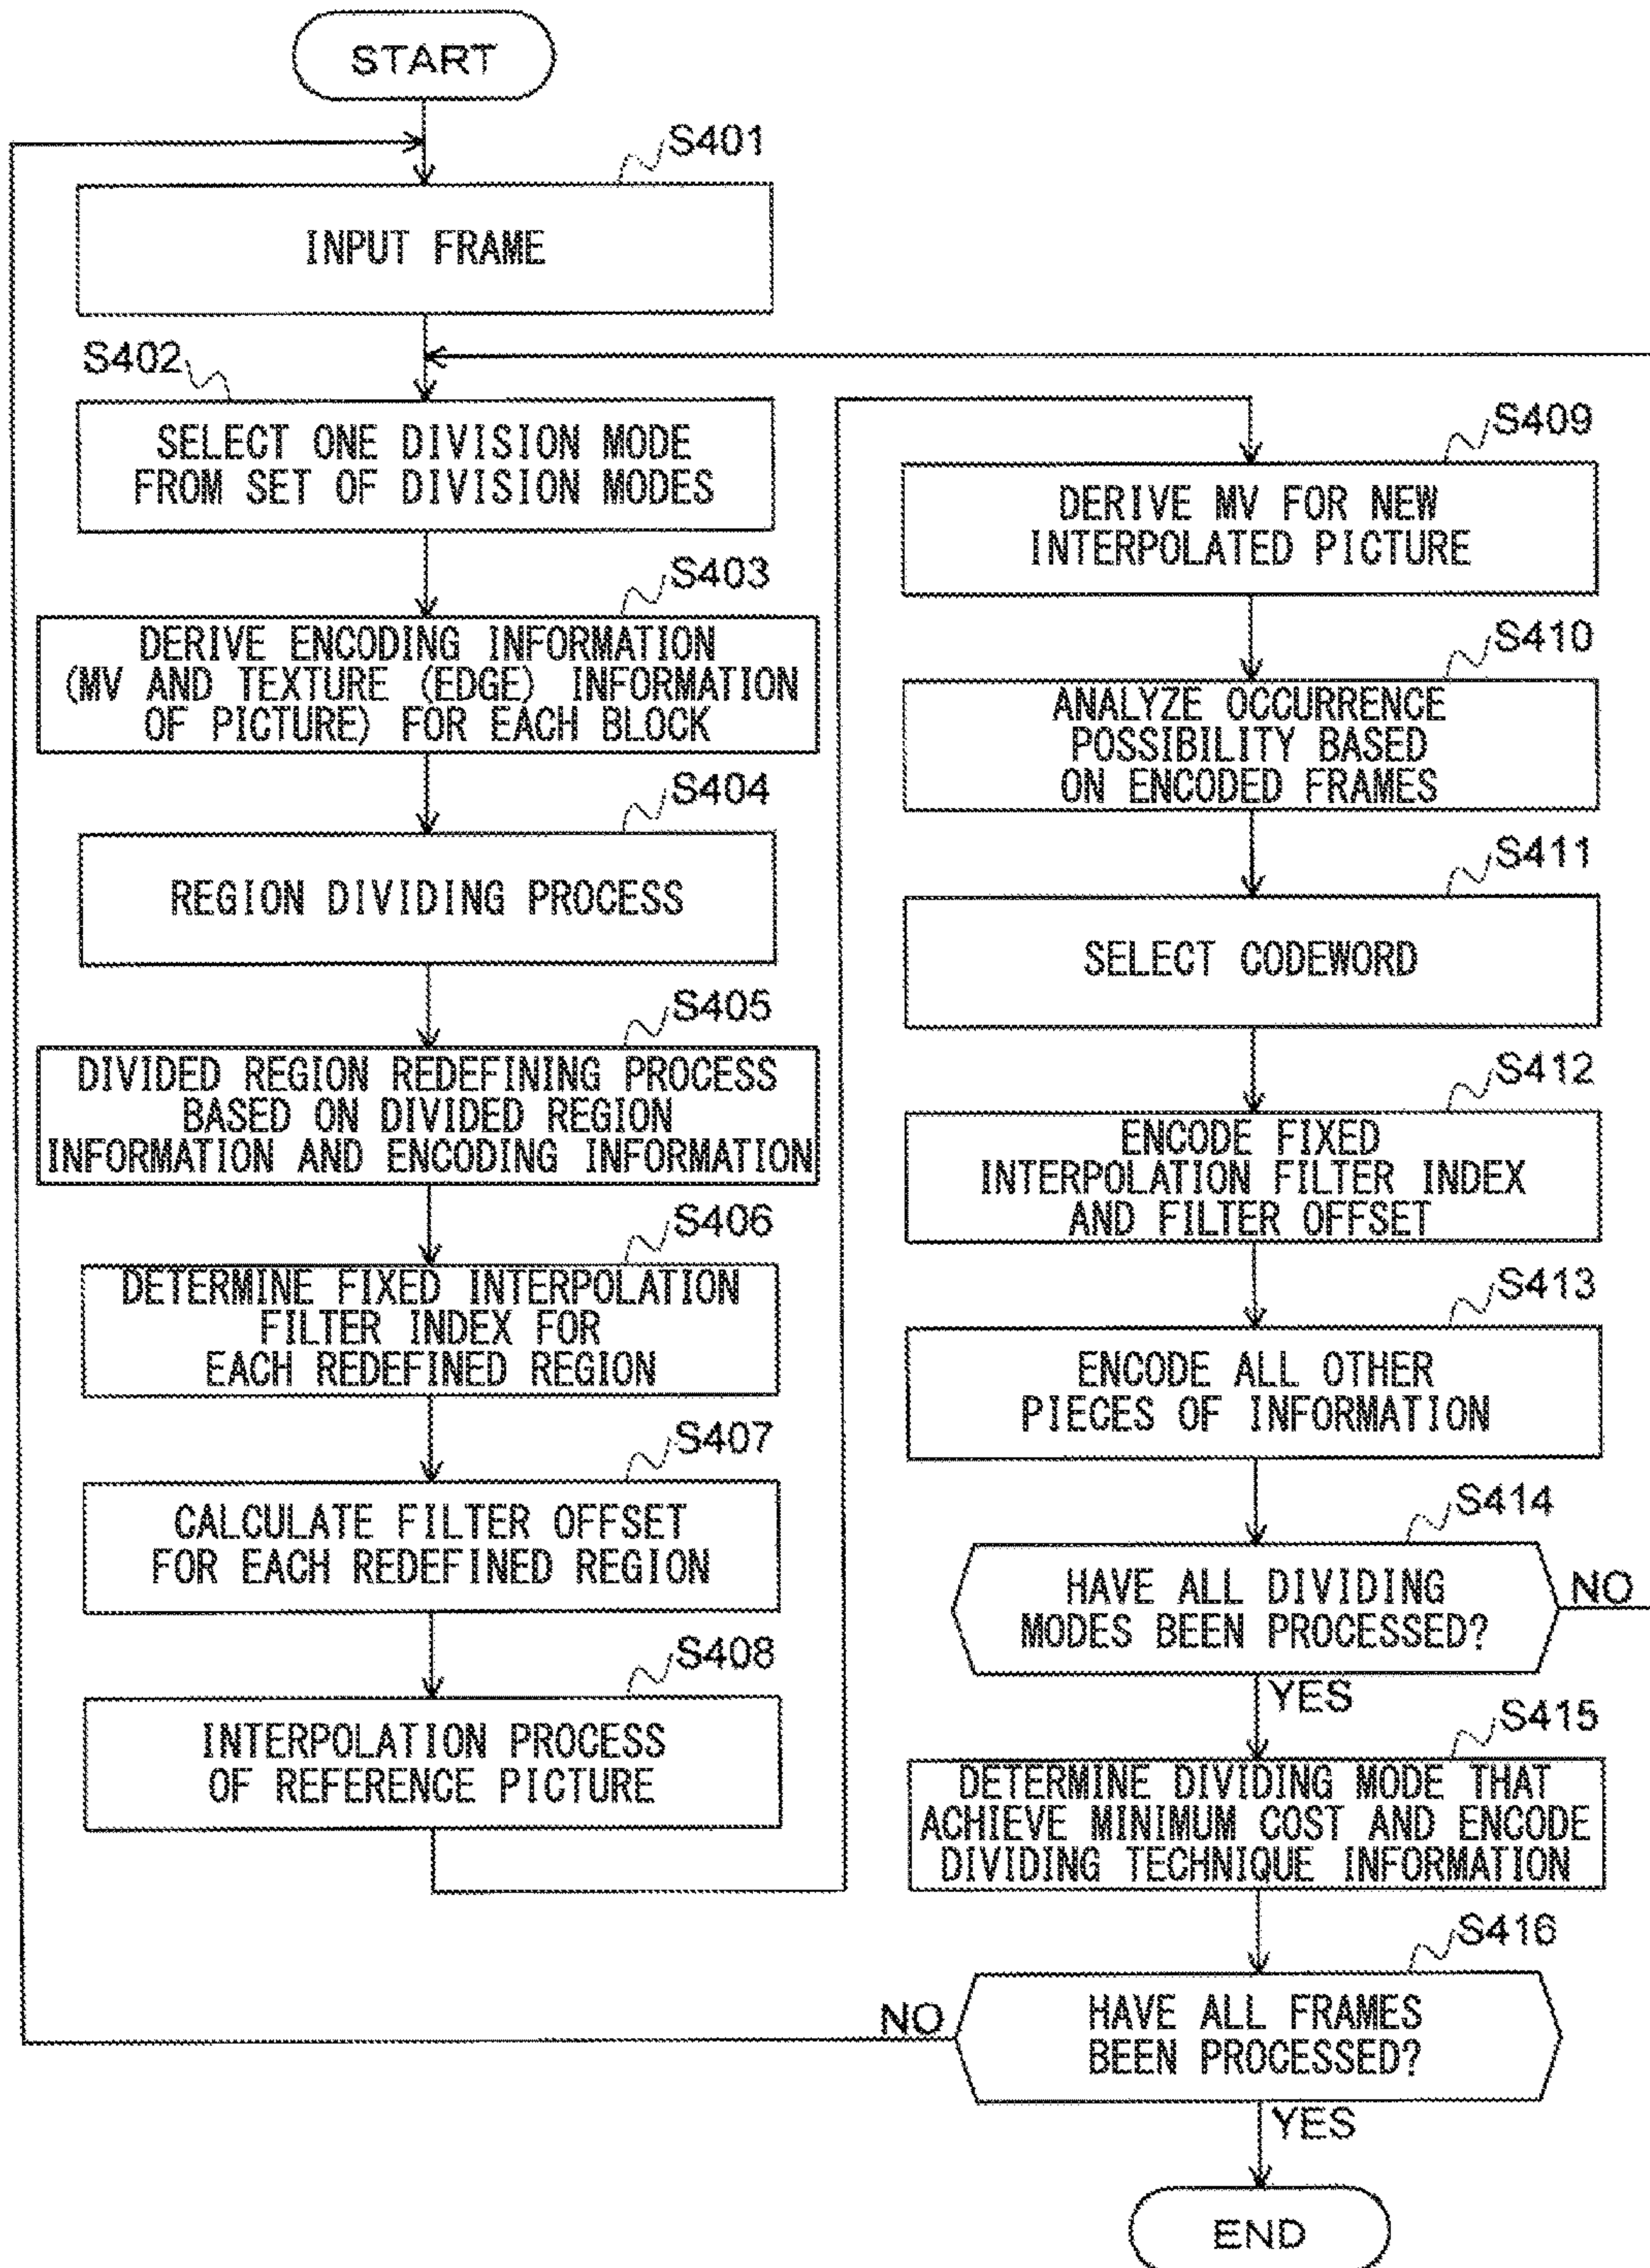 START
S401
INPUT FRAME
S402
SELECT ONE DIVISION MODE
FROM SET OF DIVISION MODES
S403
DERIVE ENCODING INFORMATION
(MV AND TEXTURE (EDGE) INFORMATION
OF PICTURE) FOR EACH BLOCK
S404
REGION DIVIDING PROCESS
S405
DIVIDED REGION REDEFINING PROCESS
BASED ON DIVIDED REGION
INFORMATION AND ENCODING INFORMATION
S406
DETERMINE FIXED INTERPOLATION
FILTER INDEX FOR
EACH REDEFINED REGION
S407
CALCULATE FILTER OFFSET
FOR EACH REDEFINED REGION
S408
INTERPOLATION PROCESS
OF REFERENCE PICTURE
S409
DERIVE MV FOR NEW
INTERPOLATED PICTURE
S410
ANALYZE OCCURRENCE
POSSIBILITY BASED
ON ENCODED FRAMES
S411
SELECT CODEWORD
S412
ENCODE FIXED
INTERPOLATION FILTER INDEX
AND FILTER OFFSET
S413
ENCODE ALL OTHER
PIECES OF INFORMATION
S414
HAVE ALL DIVIDING
MODES BEEN PROCESSED?
NO
YES
S415
DETERMINE DIVIDING MODE THAT
ACHIEVE MINIMUM COST AND ENCODE
DIVIDING TECHNIQUE INFORMATION
S416
HAVE ALL FRAMES
BEEN PROCESSED?
NO
YES
END